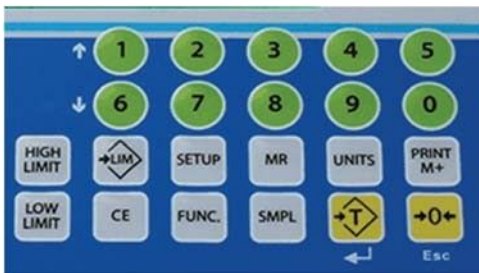 1 2 3 4 5
6 7 8 9 0
HIGH LIMIT LIM SETUP MR UNITS PRINT M+
LOW LIMIT CE FUNC. SMPL T 0
Esc